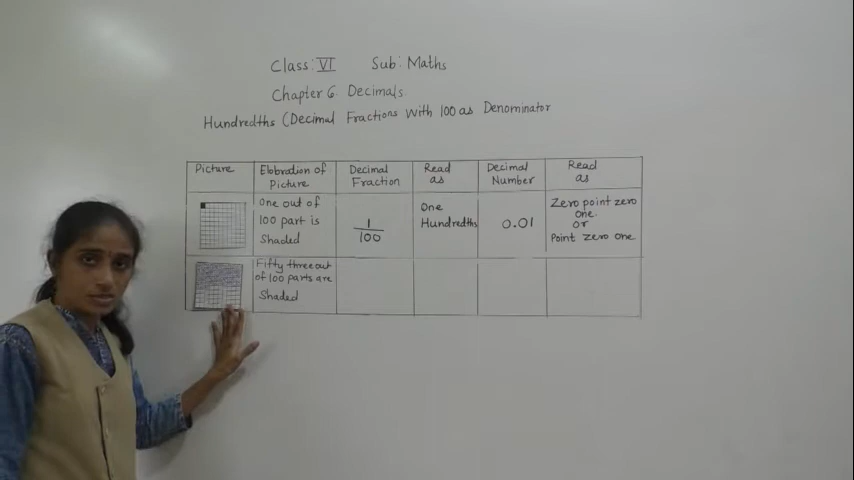 Class: VI Sub: Maths
Chapter 6. Decimals.
Hundredths (Decimal Fractions With 100 as Denominator
Picture
Elobration of
Picture
Decimal
Fraction
Read
as
Decimal
Number
Read
as
One out of
100 part is
Shaded
1
100
One
Hundredths
0.01
Zero point zero
one.
or
Point zero one
Fifty three out
of 100 parts are
Shaded